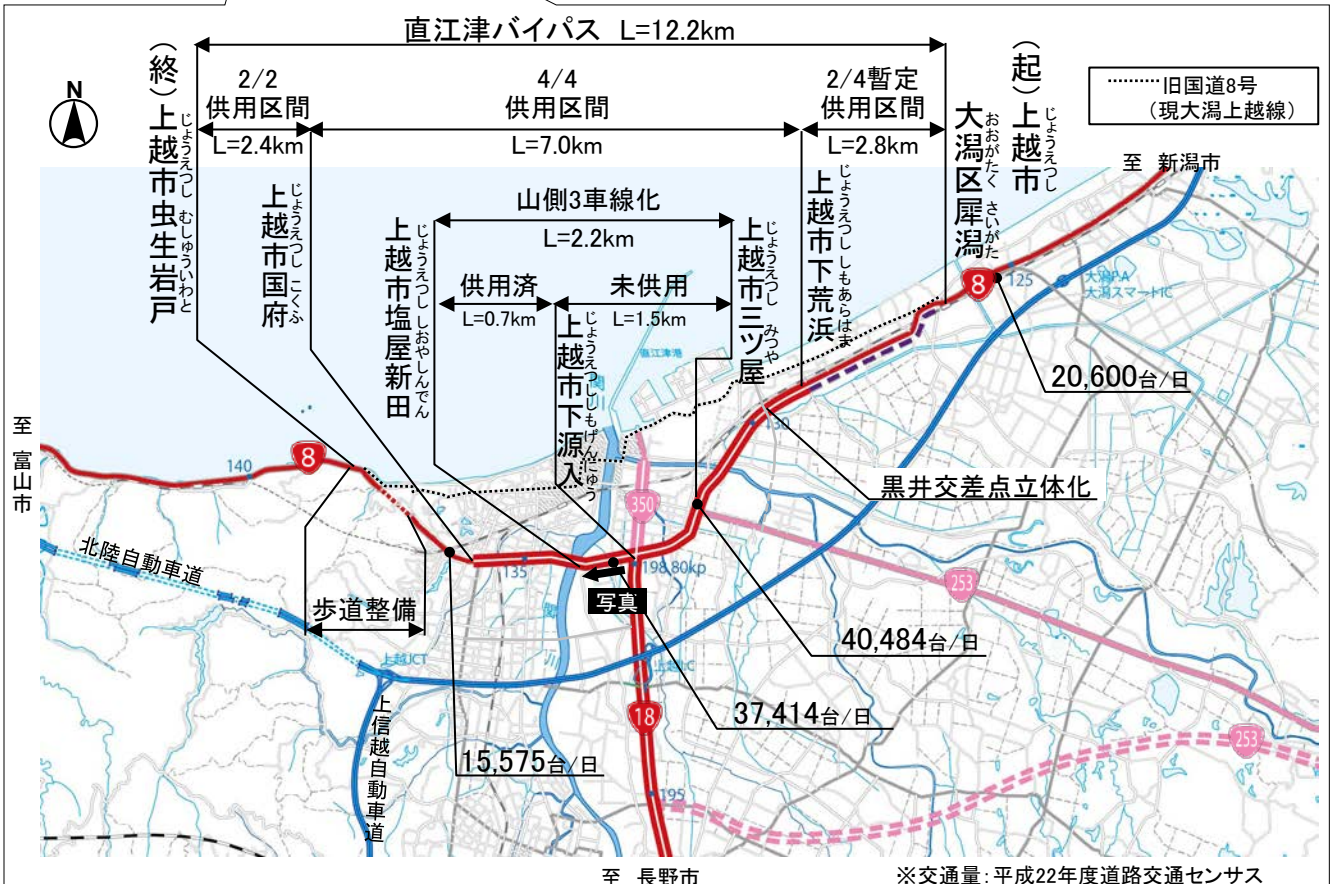 直江津バイパス L=12.2km
2/2
供用区間
L=2.4km
4/4
供用区間
L=7.0km
2/4暫定
供用区間
L=2.8km
旧国道8号
(現大潟上越線)
N
(終)上越市虫生岩戸
じょうえつし むしゅういわと
上越市国府
じょうえつし こくふ
上越市塩屋新田
じょうえつし しおやしんでん
山側3車線化
L=2.2km
供用済
L=0.7km
未供用
L=1.5km
上越市下源入
じょうえつし しもげんにゅう
上越市三ツ屋
じょうえつし みつや
上越市下荒浜
じょうえつし しもあらはま
(起)上越市
じょうえつし
大潟区犀潟
おおがたく さいがた
至 新潟市
8
125
大潟PA
大潟スマートIC
20,600台/日
直江津港
関川
130
黒井交差点立体化
至 富山市
140
8
350
北陸自動車道
135
198.80kp
写真
253
歩道整備
40,484台/日
上越JCT
上越IC
関川
18
37,414台/日
253
15,575台/日
上信越自動車道
195
至 長野市
※交通量:平成22年度道路交通センサス